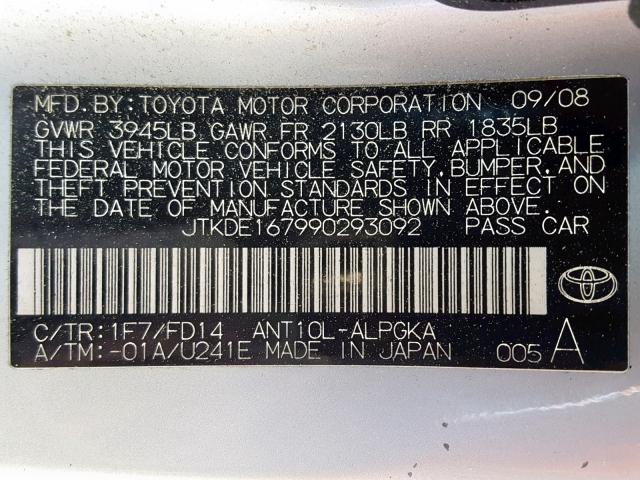 MFD. BY: TOYOTA MOTOR CORPORATION 09/08
GVWR 3945LB GAWR FR 2130LB RR 1835LB
THIS VEHICLE CONFORMS TO ALL APPLICABLE
FEDERAL MOTOR VEHICLE SAFETY, BUMPER, AND
THEFT PREVENTION STANDARDS IN EFFECT ON
THE DATE OF MANUFACTURE SHOWN ABOVE.
JTKDE167990293092 PASS CAR
C/TR: 1F7/FD14 ANT10L-ALPGKA
A/TM: -01A/U241E MADE IN JAPAN 005 A